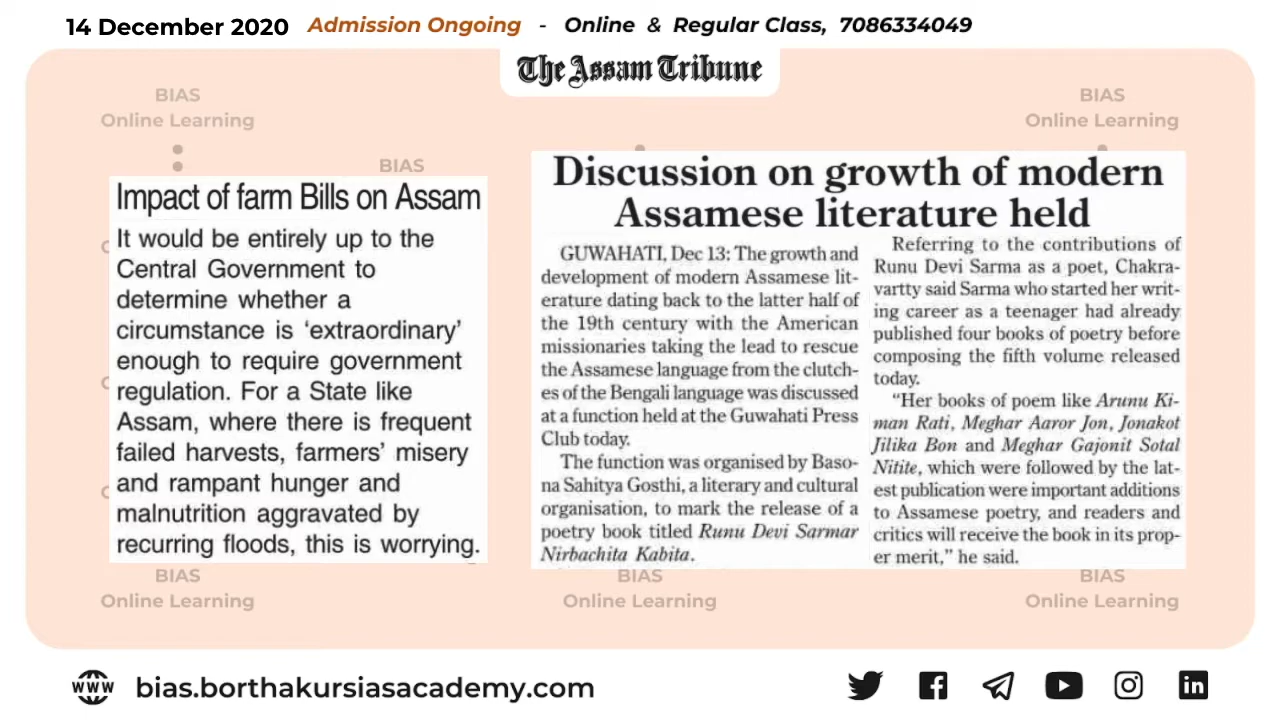 14 December 2020 Admission Ongoing - Online & Regular Class, 7086334049
The Assam Tribune
BIAS
Online Learning
BIAS
Online Learning
BIAS
Impact of farm Bills on Assam
It would be entirely up to the
Central Government to
determine whether a
circumstance is ‘extraordinary’
enough to require government
regulation. For a State like
Assam, where there is frequent
failed harvests, farmers’ misery
and rampant hunger and
malnutrition aggravated by
recurring floods, this is worrying.
Discussion on growth of modern
Assamese literature held
GUWAHATI, Dec 13: The growth and
development of modern Assamese lit-
erature dating back to the latter half of
the 19th century with the American
missionaries taking the lead to rescue
the Assamese language from the clutch-
es of the Bengali language was discussed
at a function held at the Guwahati Press
Club today.
The function was organised by Baso-
na Sahitya Gosthi, a literary and cultural
organisation, to mark the release of a
poetry book titled Runu Devi Sarmar
Nirbachita Kabita.
Referring to the contributions of
Runu Devi Sarma as a poet, Chakra-
vartty said Sarma who started her writ-
ing career as a teenager had already
published four books of poetry before
composing the fifth volume released
today.
“Her books of poem like Arunu Ki-
man Rati, Meghar Aaror Jon, Jonakot
Jilika Bon and Meghar Gajonit Sotal
Nitite, which were followed by the lat-
est publication were important additions
to Assamese poetry, and readers and
critics will receive the book in its prop-
er merit,” he said.
BIAS
Online Learning
BIAS
Online Learning
BIAS
Online Learning
www bias.borthakursiasacademy.com